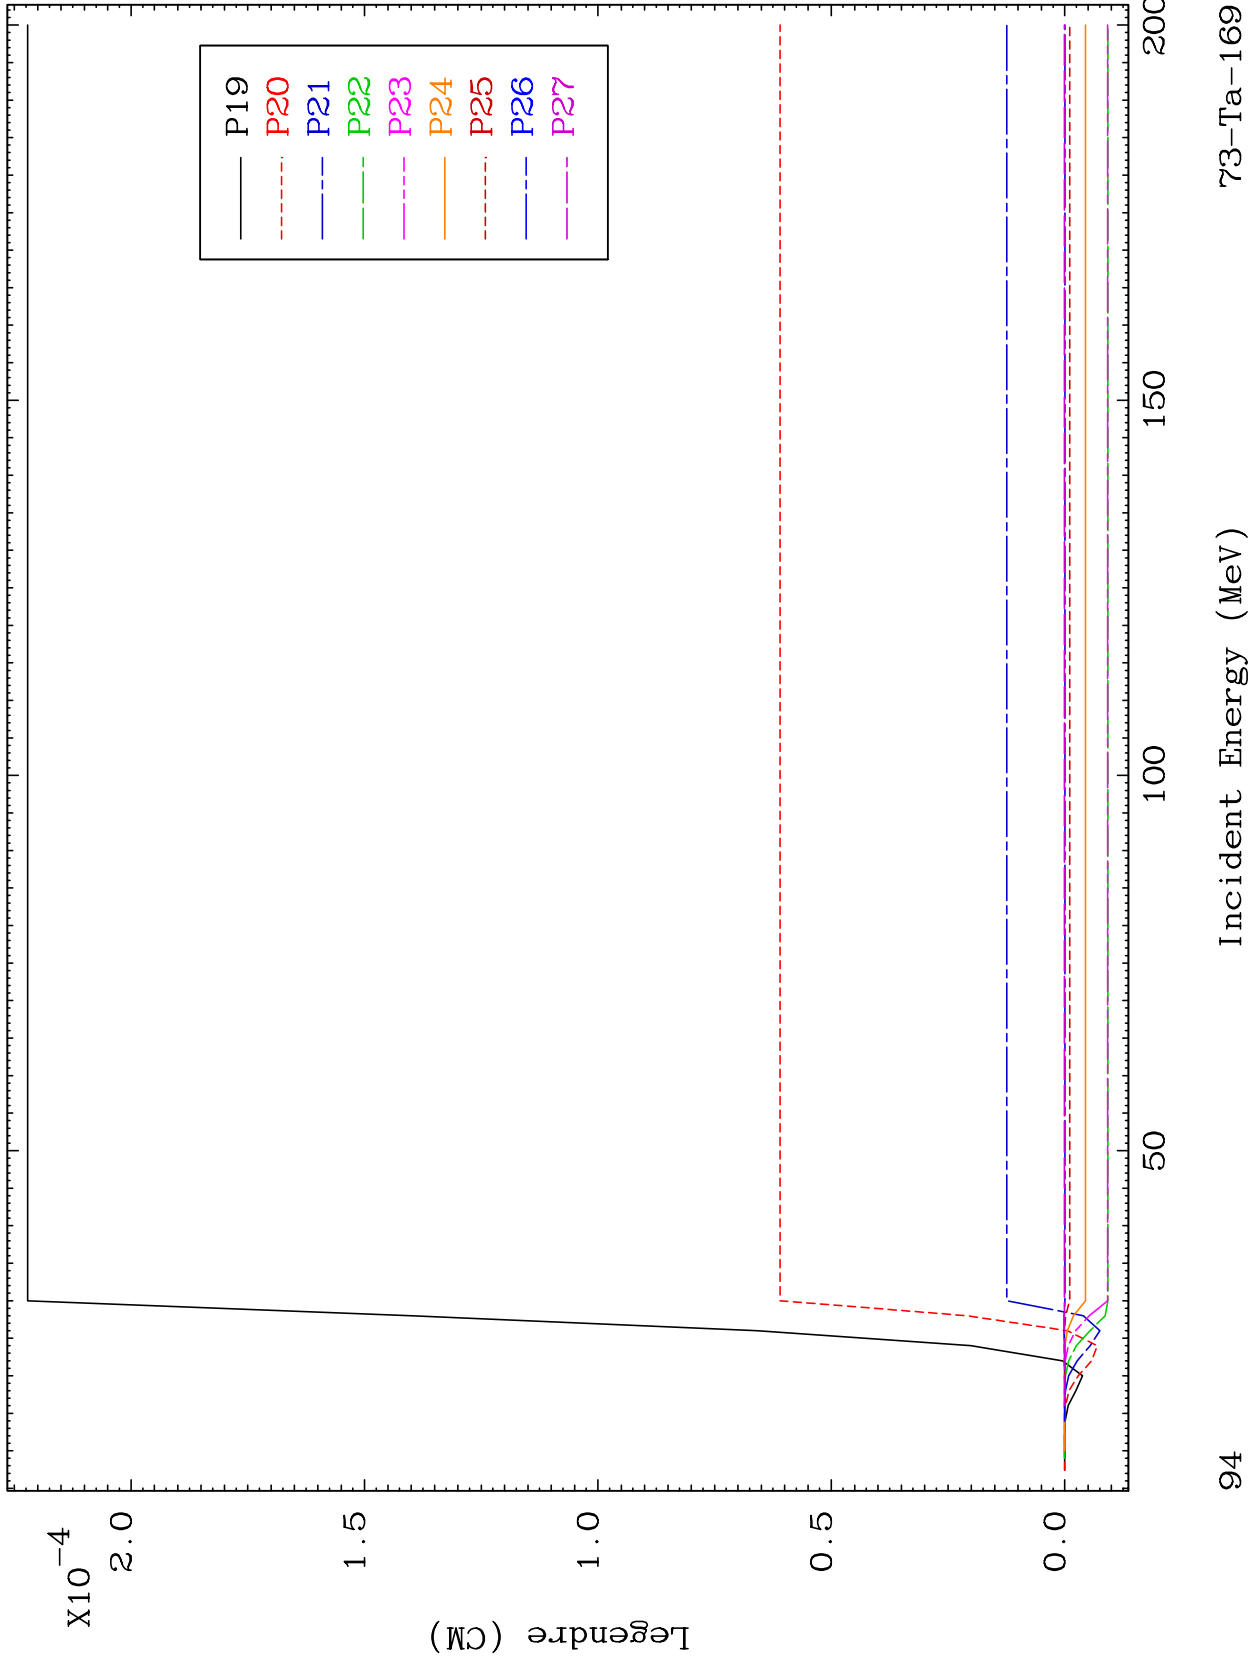 X10-4
2.0
1.5
1.0
0.5
0.0
Legendre (CM)
P19
P20
P21
P22
P23
P24
P25
P26
P27
50
100
150
200
94
Incident Energy (MeV)
73-Ta-169